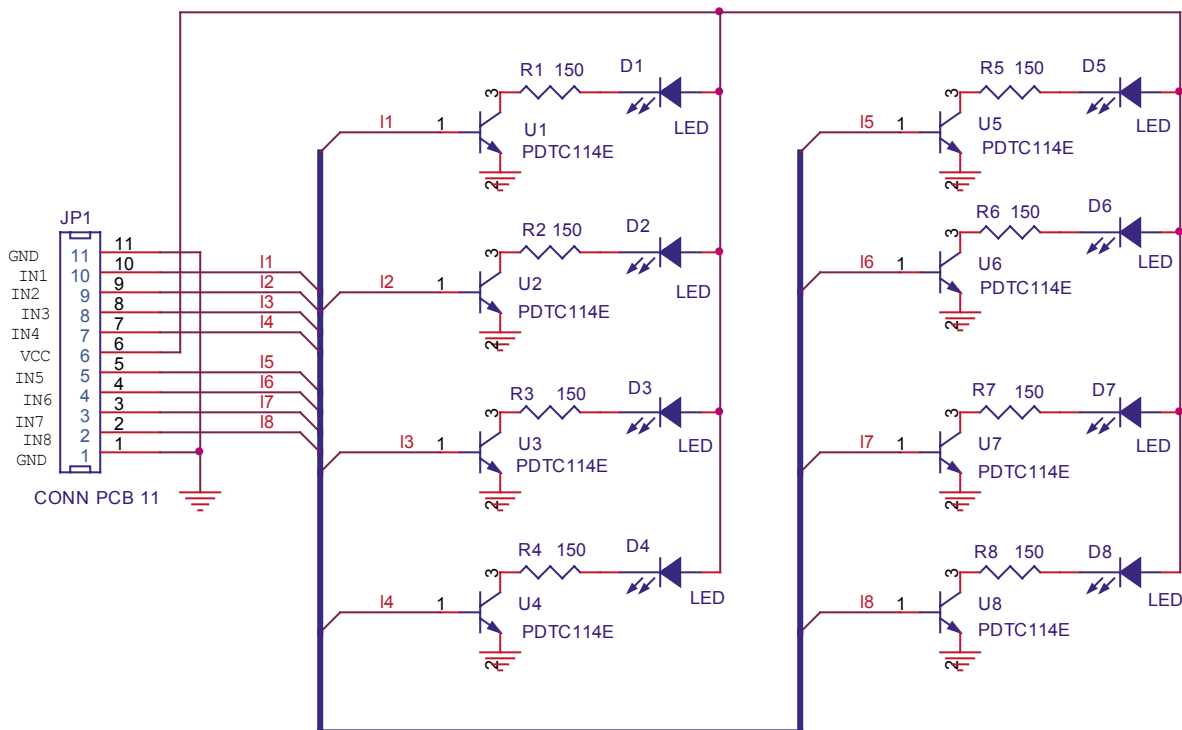 JP1
GND 11 11
IN1 10 10
IN2 9 9
IN3 8 8
IN4 7 7
VCC 6 6
IN5 5 5
IN6 4 4
IN7 3 3
IN8 2 2
GND 1 1
CONN PCB 11
I1
I2
I3
I4
I5
I6
I7
I8
R1 150
D1
LED
I1
1
3
2
U1
PDTC114E
R2 150
D2
LED
I2
1
3
2
U2
PDTC114E
R3 150
D3
LED
I3
1
3
2
U3
PDTC114E
R4 150
D4
LED
I4
1
3
2
U4
PDTC114E
R5 150
D5
LED
I5
1
3
2
U5
PDTC114E
R6 150
D6
LED
I6
1
3
2
U6
PDTC114E
R7 150
D7
LED
I7
1
3
2
U7
PDTC114E
R8 150
D8
LED
I8
1
3
2
U8
PDTC114E